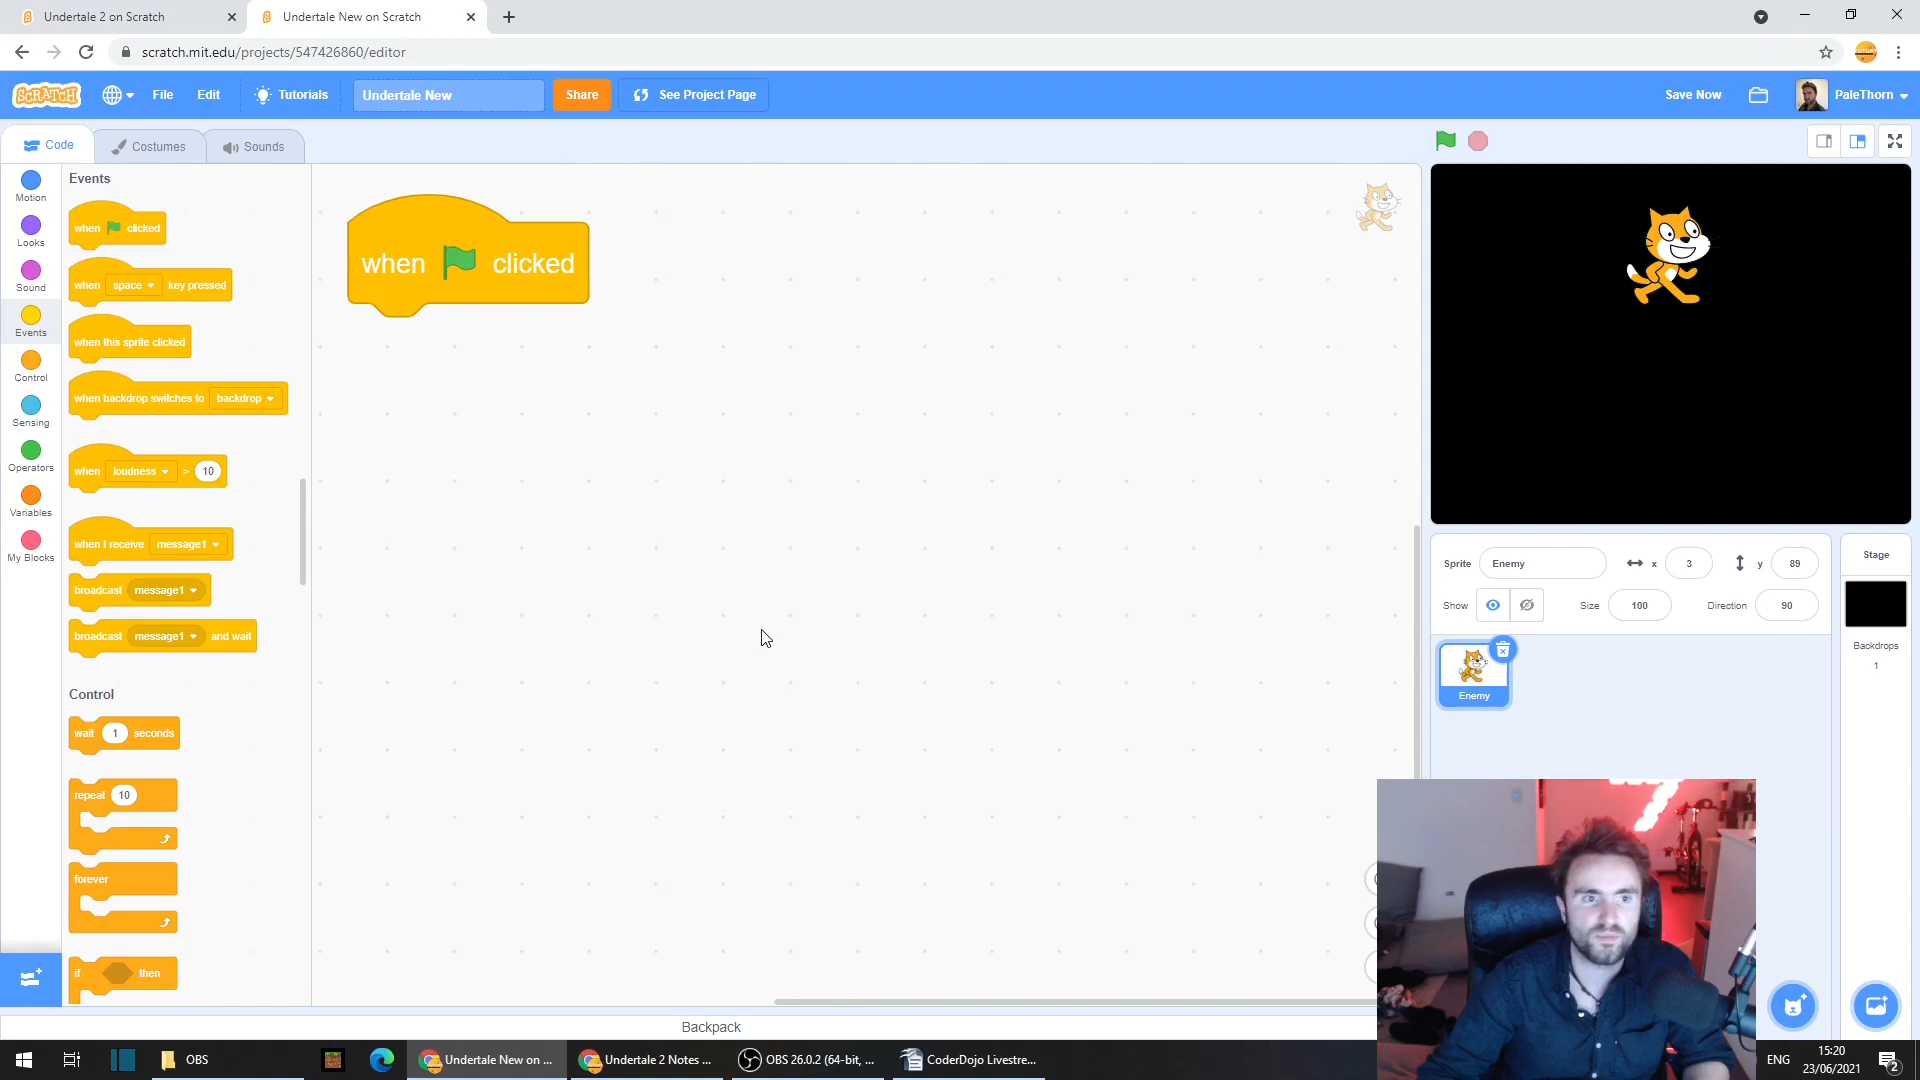 Undertale 2 on Scratch
Undertale New on Scratch
scratch.mit.edu/projects/547426860/editor
SCRATCH
File
Edit
Tutorials
Undertale New
Share
See Project Page
Save Now
PaleThorn
Code
Costumes
Sounds
Motion
Looks
Sound
Events
Control
Sensing
Operators
Variables
My Blocks
Events
when clicked
when space key pressed
when this sprite clicked
when backdrop switches to backdrop
when loudness > 10
when I receive message1
broadcast message1
broadcast message1 and wait
Control
wait 1 seconds
repeat 10
forever
if then
when clicked
Sprite Enemy x 3 y 89
Show Size 100 Direction 90
Enemy
Stage
Backdrops
1
Backpack
OBS
Undertale New on ...
Undertale 2 Notes ...
OBS 26.0.2 (64-bit, ...
CoderDojo Livestre...
ENG
15:20
23/06/2021
2